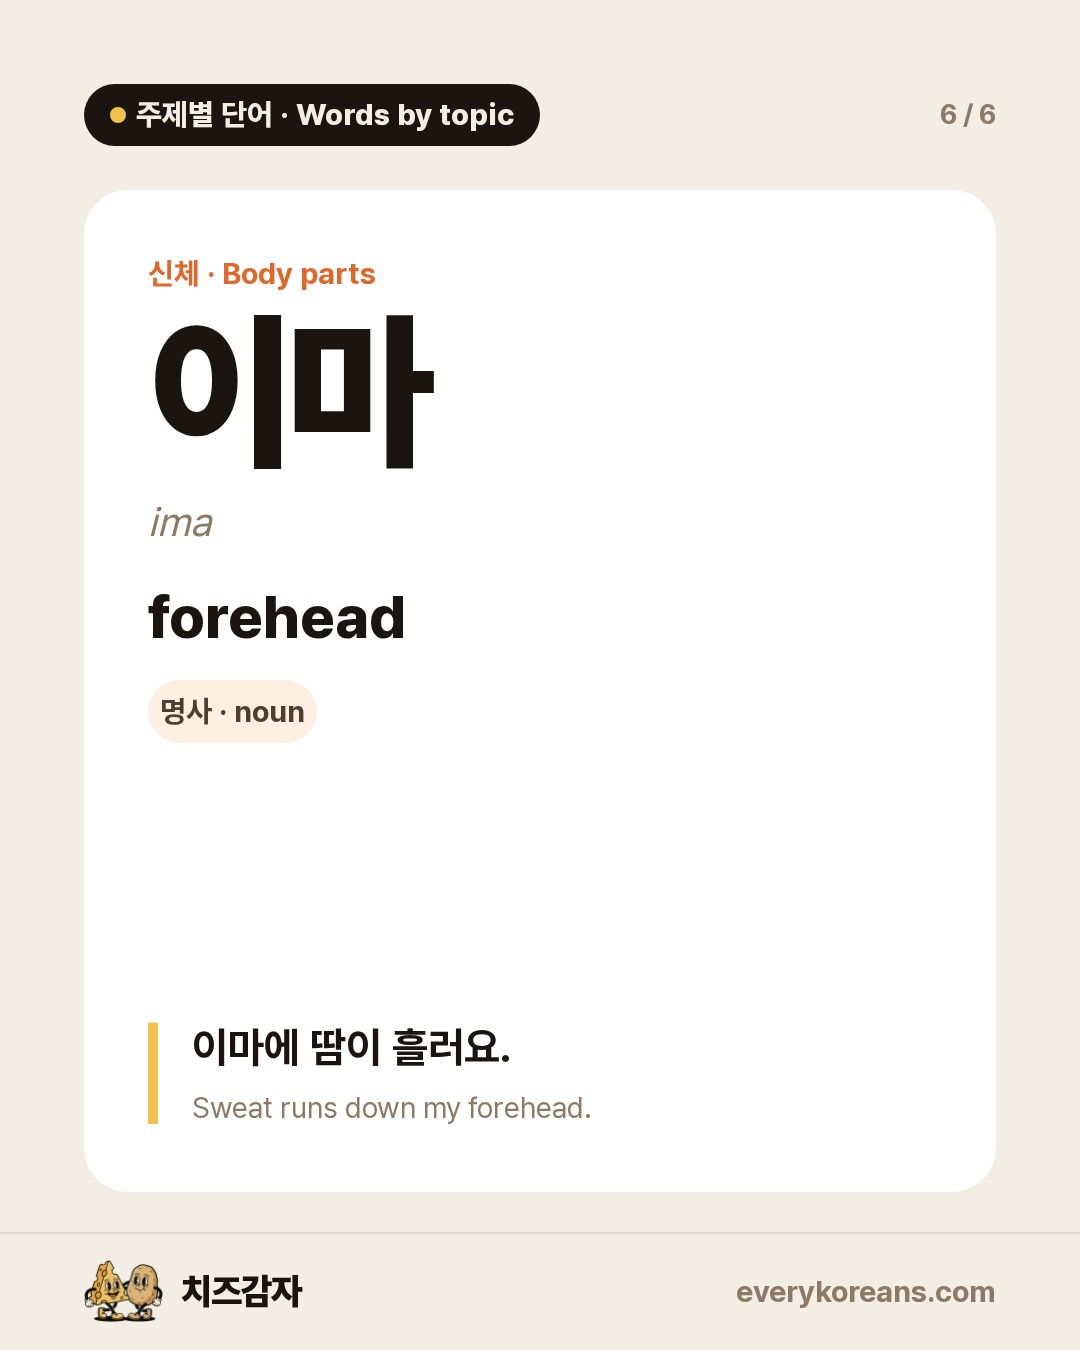 주제별 단어 · Words by topic
6 / 6
신체 · Body parts
이마
ima
forehead
명사 · noun
이마에 땀이 흘러요.
Sweat runs down my forehead.
치즈감자
everykoreans.com